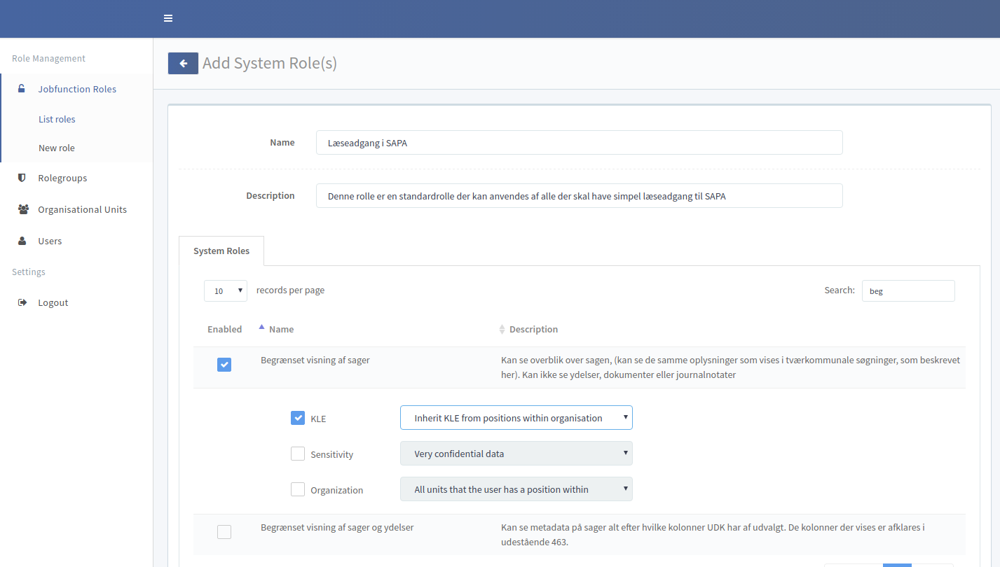 Role Management
Jobfunction Roles
List roles
New role
Rolegroups
Organisational Units
Users
Settings
Logout
Add System Role(s)
Name
Læseadgang i SAPA
Description
Denne rolle er en standardrolle der kan anvendes af alle der skal have simpel læseadgang til SAPA
System Roles
10 records per page
Search: beg
Enabled Name Description
Begrænset visning af sager
Kan se overblik over sagen, (kan se de samme oplysninger som vises i tværkommunale søgninger, som beskrevet
her). Kan ikke se ydelser, dokumenter eller journalnotater
KLE Inherit KLE from positions within organisation
Sensitivity Very confidential data
Organization All units that the user has a position within
Begrænset visning af sager og ydelser
Kan se metadata på sager alt efter hvilke kolonner UDK har af udvalgt. De kolonner der vises er afklares i
udestående 463.